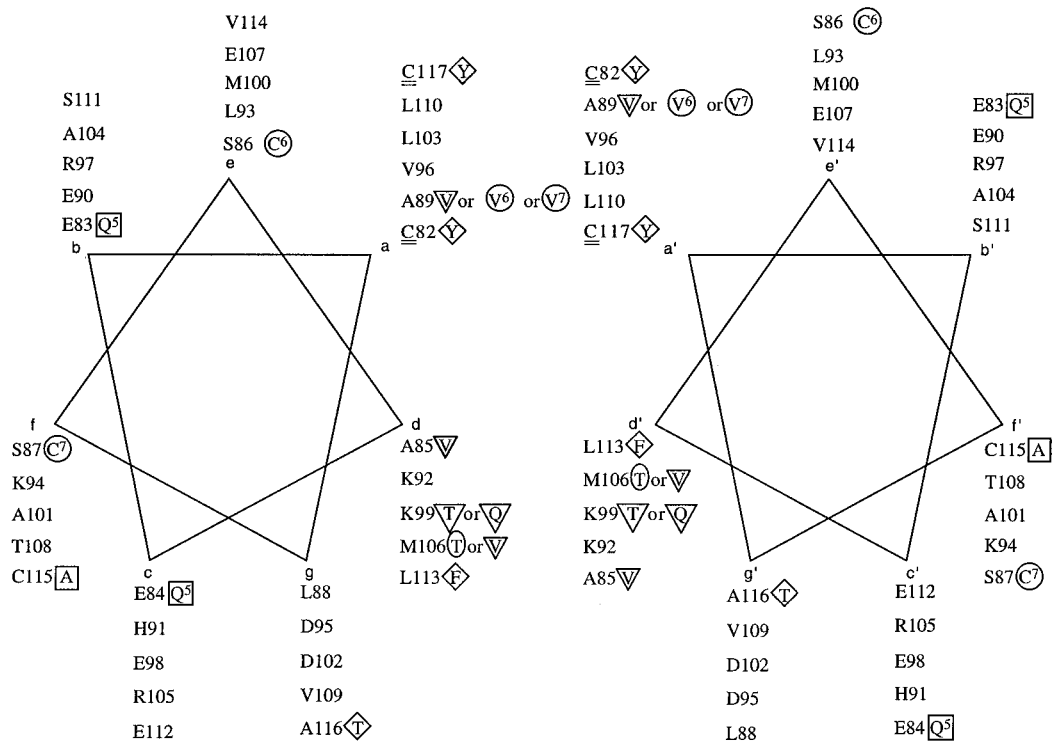 V114
E107
M100
L93
S86 C6
e
S111
A104
R97
E90
E83 Q5
b
C117 Y
L110
L103
V96
A89 V or V6 or V7
C82 Y
a
f
S87 C7
K94
A101
T108
C115 A
d
A85 V
K92
K99 T or Q
M106 T or V
L113 F
c
E84 Q5
H91
E98
R105
E112
g
L88
D95
D102
V109
A116 T
S86 C6
L93
M100
E107
V114
e'
C82 Y
A89 V or V6 or V7
V96
L103
L110
C117 Y
a'
E83 Q5
E90
R97
A104
S111
b'
d'
L113 F
M106 T or V
K99 T or Q
K92
A85 V
f'
C115 A
T108
A101
K94
S87 C7
g'
A116 T
V109
D102
D95
L88
c'
E112
R105
E98
H91
E84 Q5